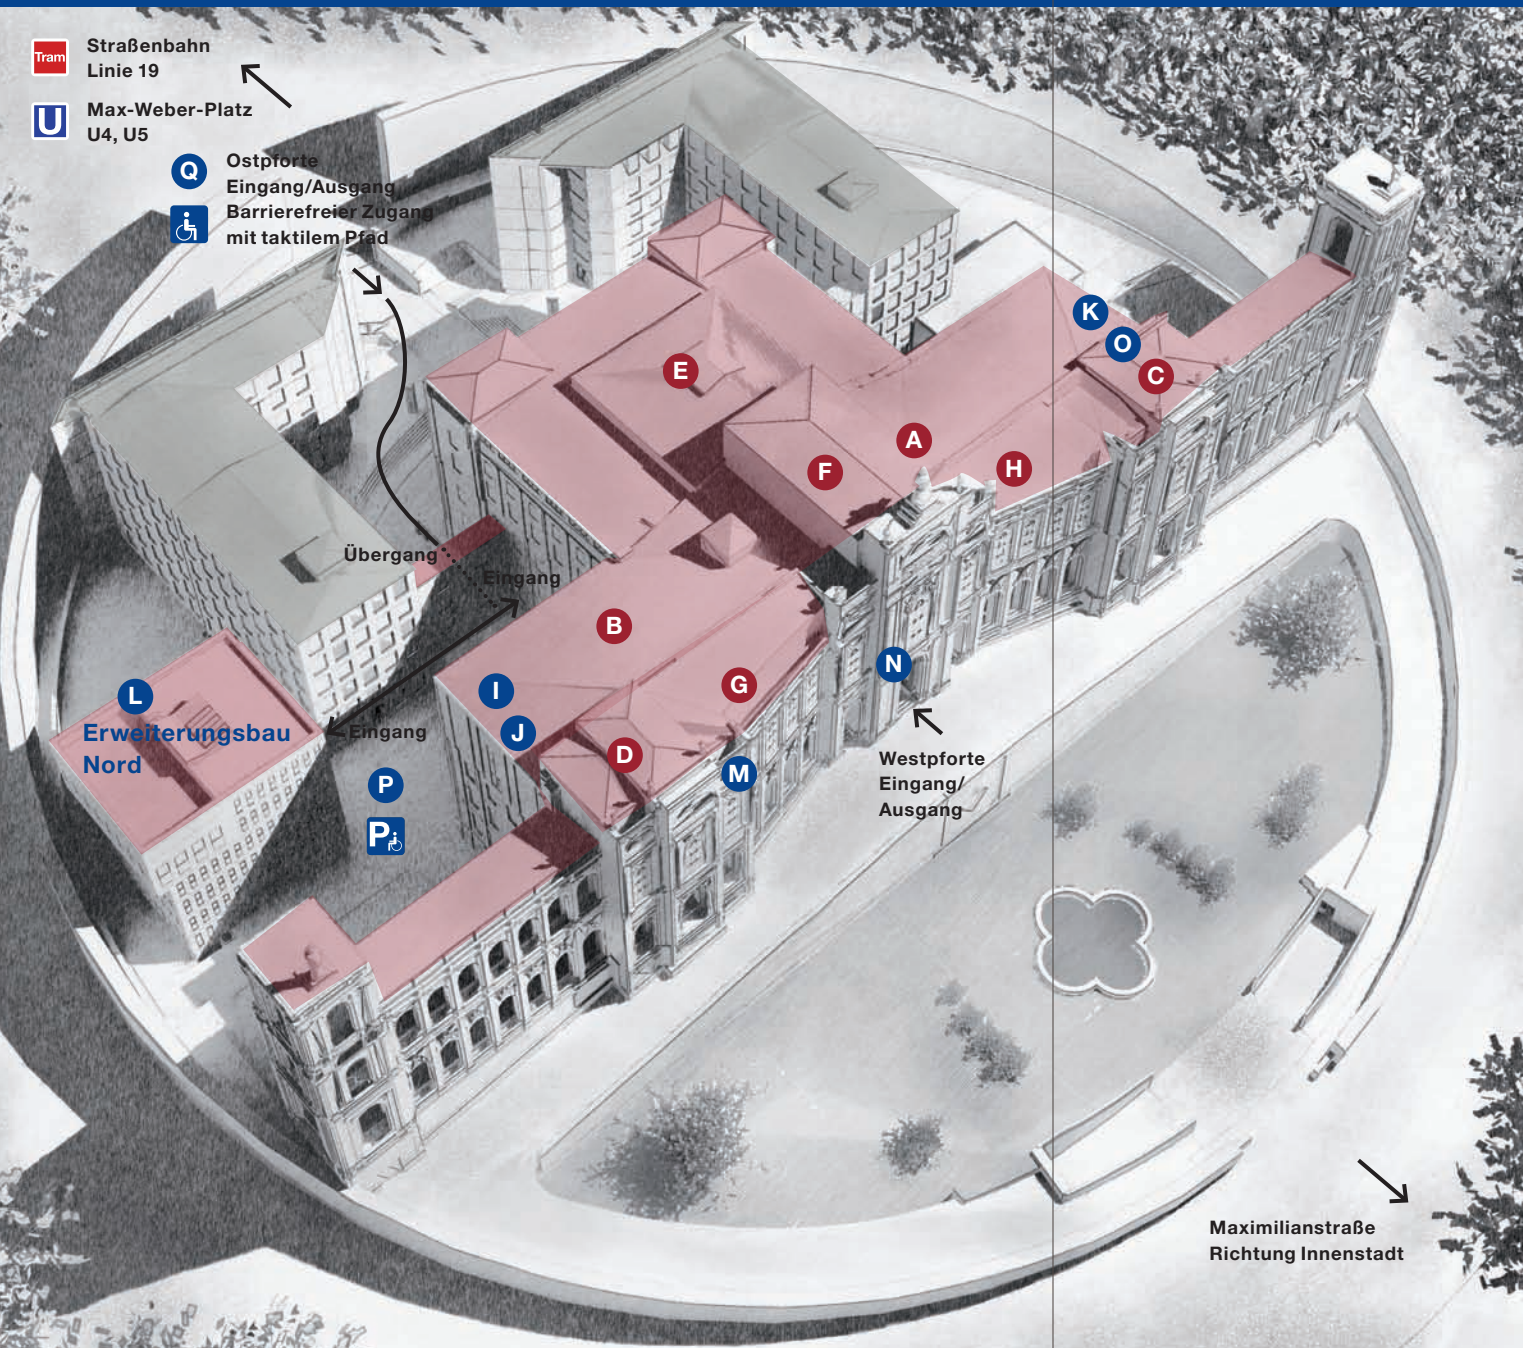 Tram
Straßenbahn
Linie 19
U
Max-Weber-Platz
U4, U5
Q
Ostpforte
Eingang/Ausgang
Barrierefreier Zugang
mit taktilem Pfad
K
O
C
E
A
F
H
Übergang
Eingang
B
I
J
G
D
M
N
L
Erweiterungsbau
Nord
Eingang
P
P
Westpforte
Eingang/
Ausgang
Maximilianstraße
Richtung Innenstadt